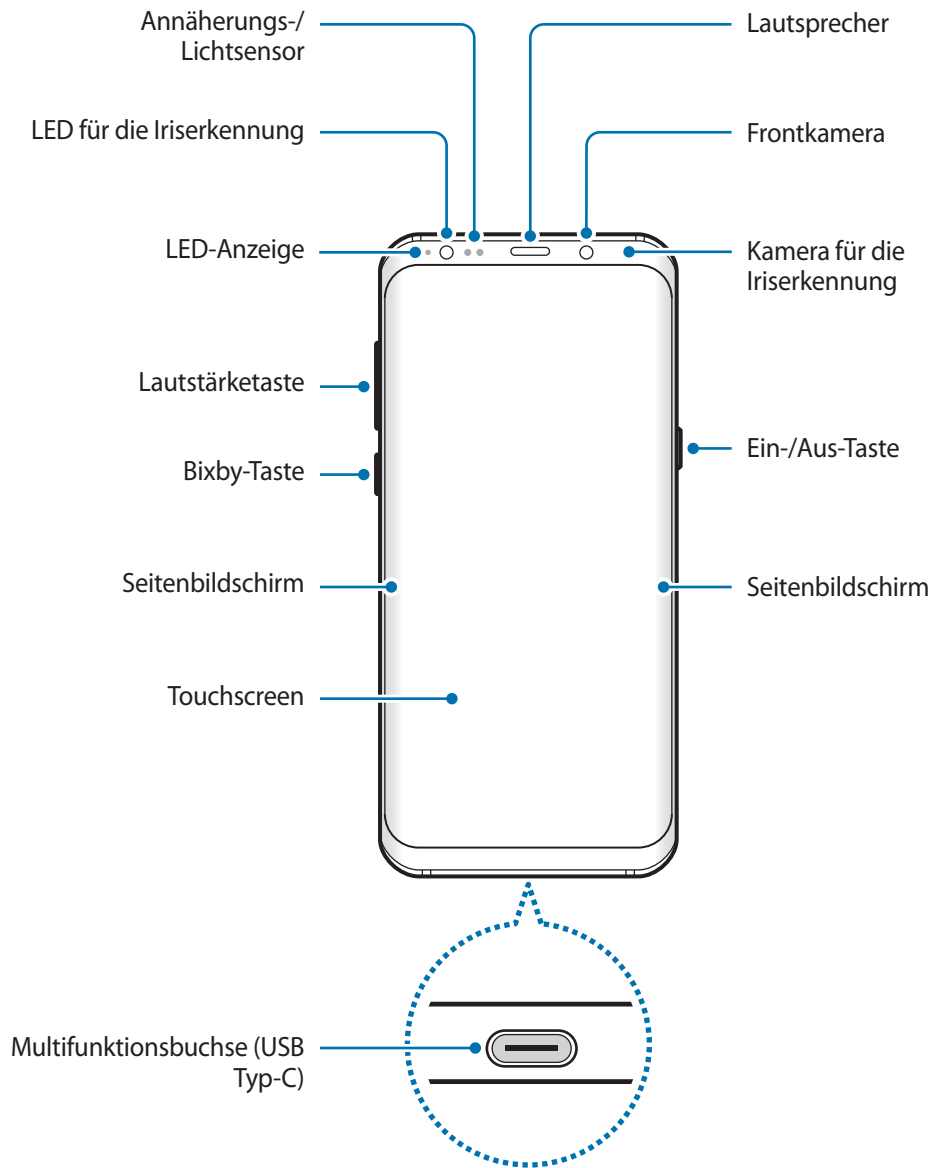 Annäherungs-/
Lichtsensor
Lautsprecher
LED für die Iriserkennung
Frontkamera
LED-Anzeige
Kamera für die
Iriserkennung
Lautstärketaste
Ein-/Aus-Taste
Bixby-Taste
Seitenbildschirm
Seitenbildschirm
Touchscreen
Multifunktionsbuchse (USB
Typ-C)